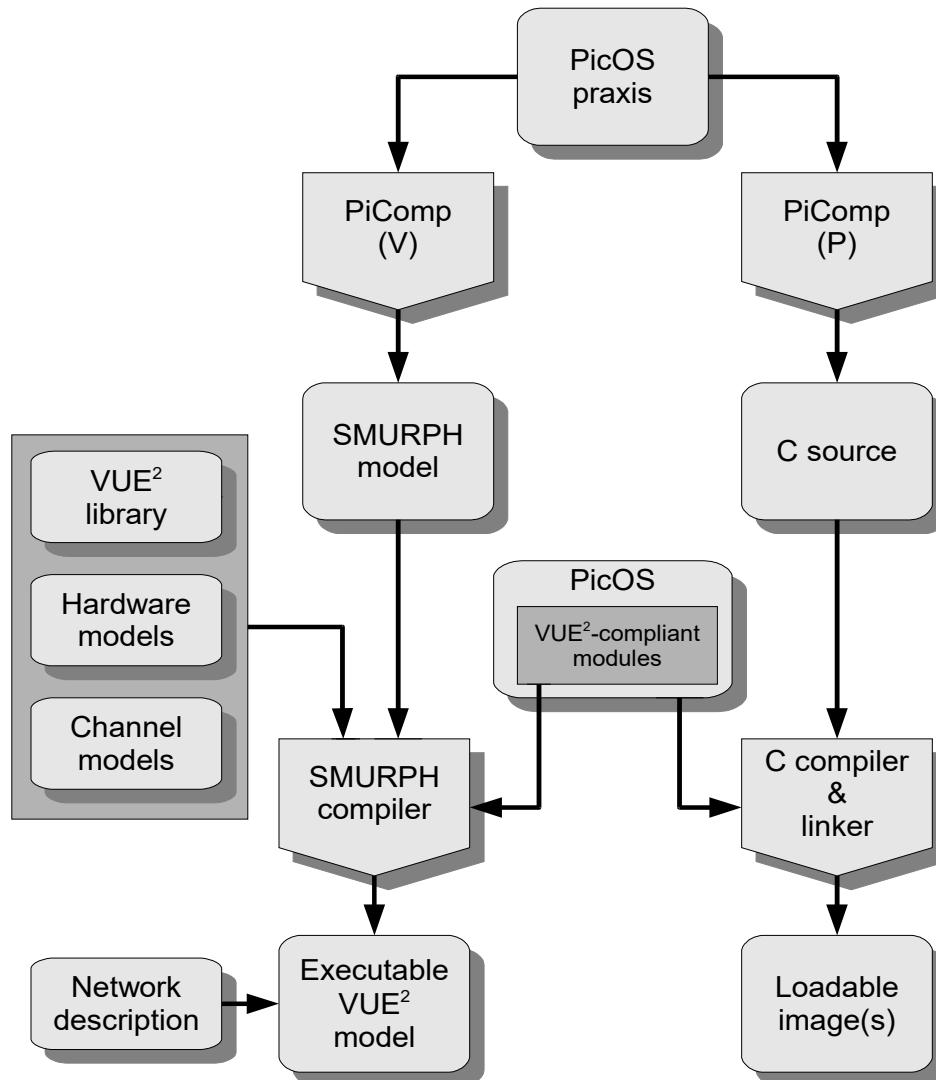 PicOS
praxis
PiComp
(V)
PiComp
(P)
SMURPH
model
C source
VUE²
library
Hardware
models
Channel
models
PicOS
VUE²-compliant
modules
SMURPH
compiler
C compiler
&
linker
Network
description
Executable
VUE²
model
Loadable
image(s)